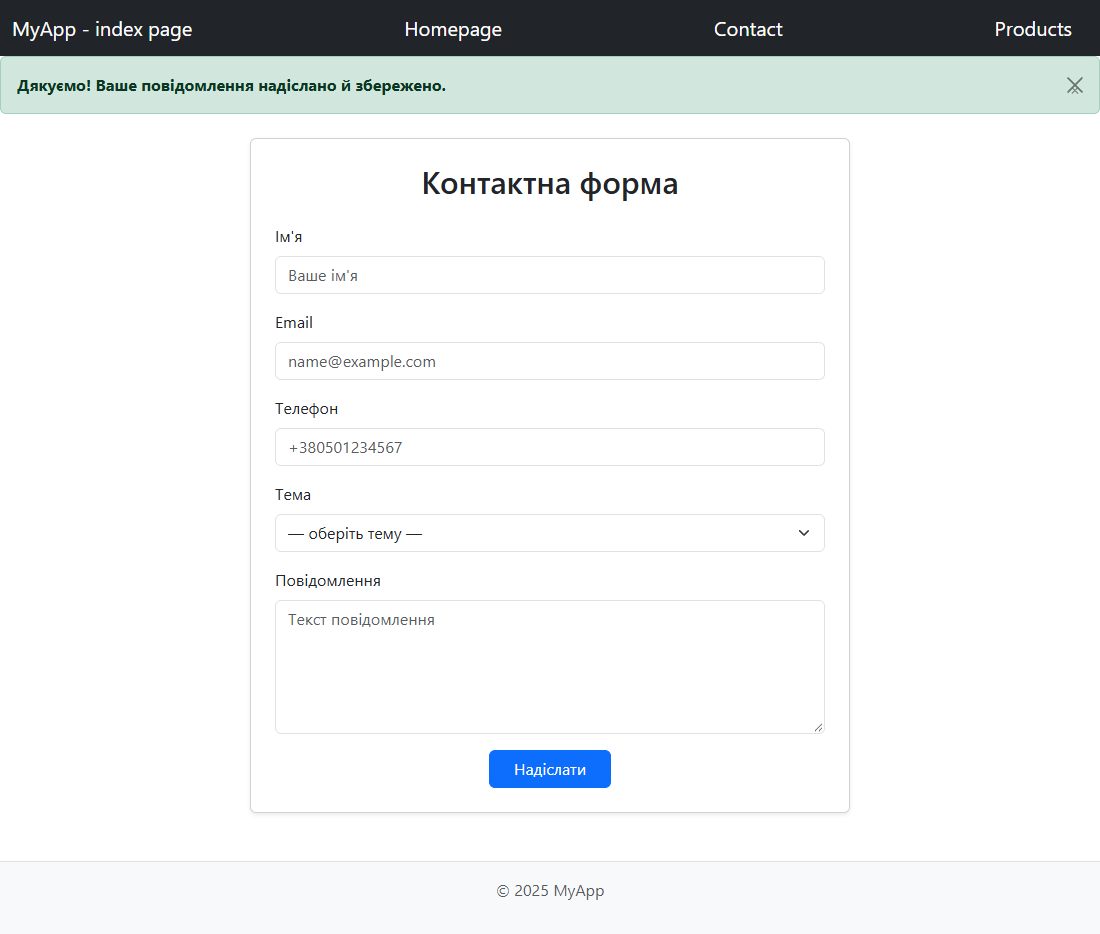 MyApp - index page Homepage Contact Products
Дякуємо! Ваше повідомлення надіслано й збережено.
Контактна форма
Ім'я
Ваше ім'я
Email
name@example.com
Телефон
+380501234567
Тема
— оберіть тему —
Повідомлення
Текст повідомлення
Надіслати
© 2025 MyApp